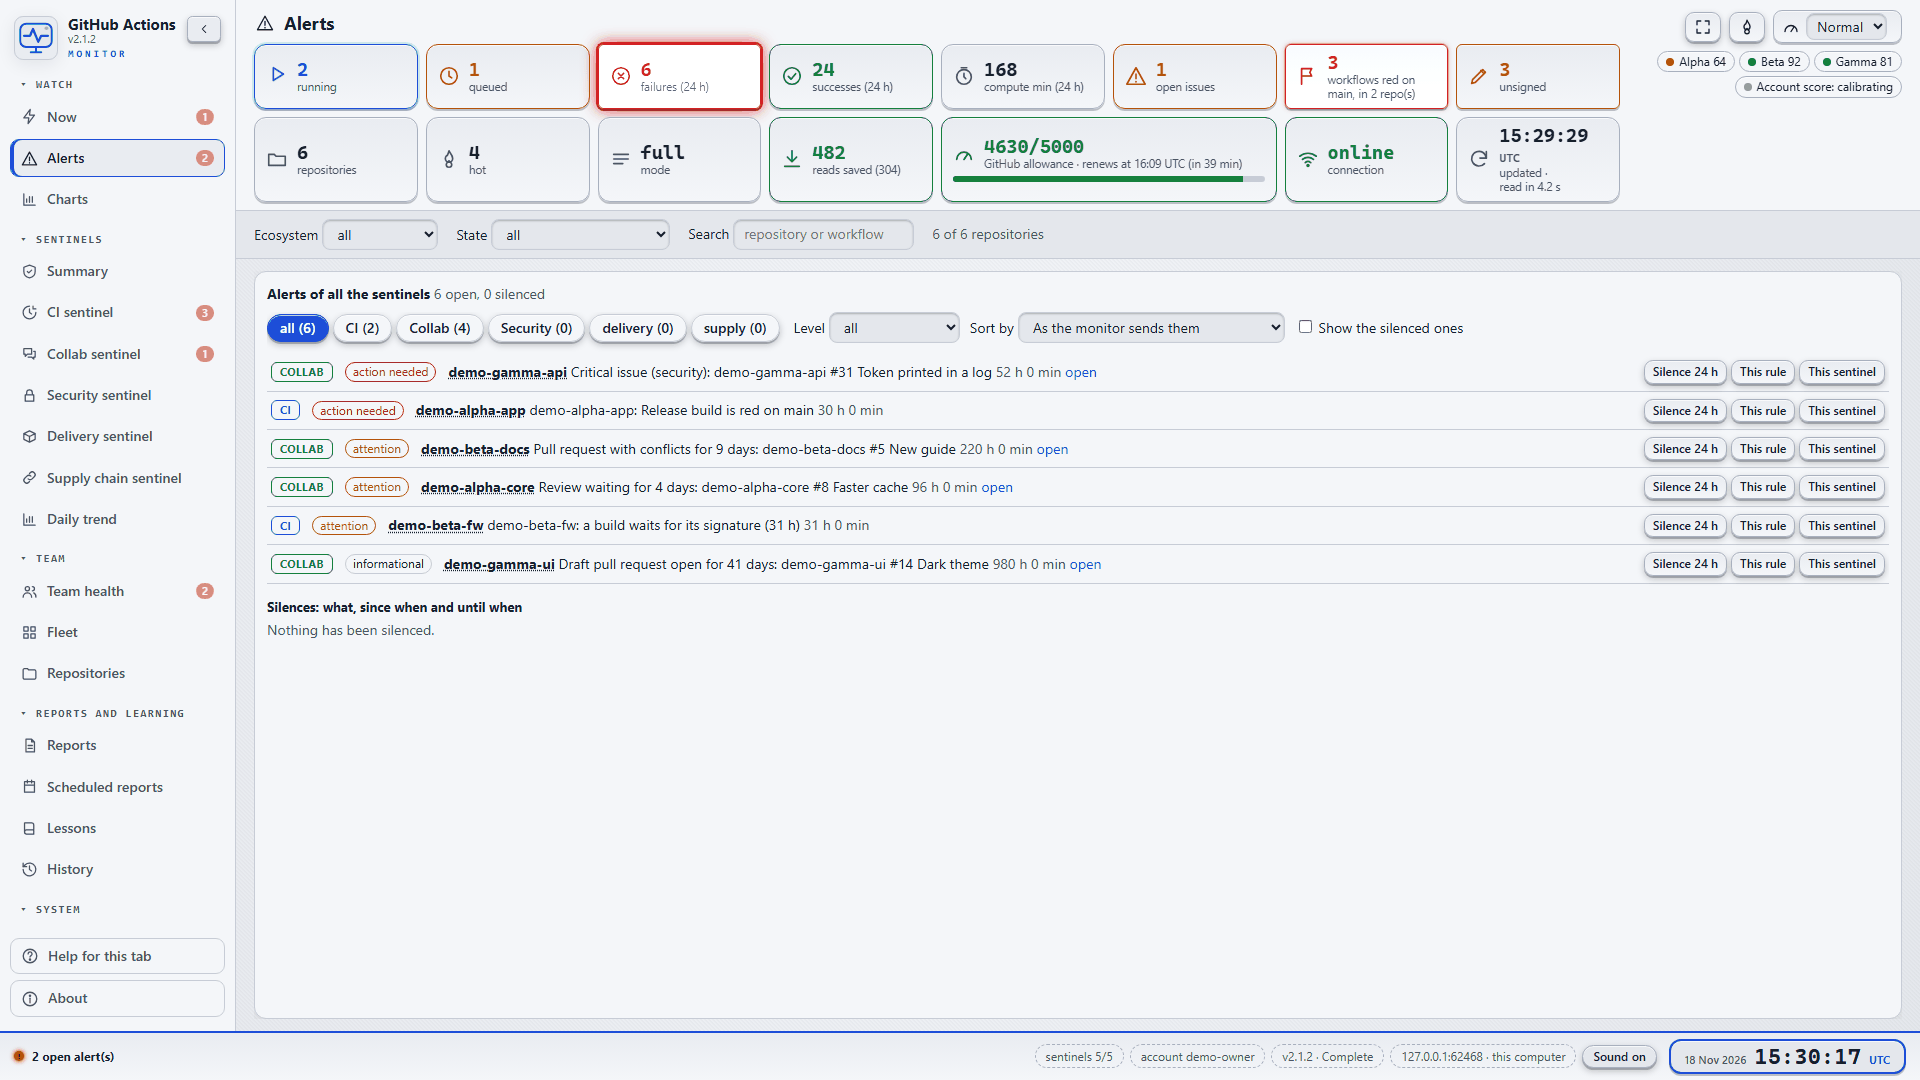 GitHub Actions
v2.1.2
MONITOR
WATCH
Now 1
Alerts 2
Charts
SENTINELS
Summary
CI sentinel 3
Collab sentinel 1
Security sentinel
Delivery sentinel
Supply chain sentinel
Daily trend
TEAM
Team health 2
Fleet
Repositories
REPORTS AND LEARNING
Reports
Scheduled reports
Lessons
History
SYSTEM
Help for this tab
About
Alerts
Normal
Alpha 64 Beta 92 Gamma 81
Account score: calibrating
2 running
1 queued
6 failures (24 h)
24 successes (24 h)
168 compute min (24 h)
1 open issues
3 workflows red on main, in 2 repo(s)
3 unsigned
6 repositories
4 hot
full mode
482 reads saved (304)
4630/5000 GitHub allowance · renews at 16:09 UTC (in 39 min)
online connection
15:29:29 UTC updated · read in 4.2 s
Ecosystem all State all Search repository or workflow 6 of 6 repositories
Alerts of all the sentinels 6 open, 0 silenced
all (6) CI (2) Collab (4) Security (0) delivery (0) supply (0) Level all Sort by As the monitor sends them Show the silenced ones
COLLAB action needed demo-gamma-api Critical issue (security): demo-gamma-api #31 Token printed in a log 52 h 0 min open Silence 24 h This rule This sentinel
CI action needed demo-alpha-app demo-alpha-app: Release build is red on main 30 h 0 min Silence 24 h This rule This sentinel
COLLAB attention demo-beta-docs Pull request with conflicts for 9 days: demo-beta-docs #5 New guide 220 h 0 min open Silence 24 h This rule This sentinel
COLLAB attention demo-alpha-core Review waiting for 4 days: demo-alpha-core #8 Faster cache 96 h 0 min open Silence 24 h This rule This sentinel
CI attention demo-beta-fw demo-beta-fw: a build waits for its signature (31 h) 31 h 0 min Silence 24 h This rule This sentinel
COLLAB informational demo-gamma-ui Draft pull request open for 41 days: demo-gamma-ui #14 Dark theme 980 h 0 min open Silence 24 h This rule This sentinel
Silences: what, since when and until when
Nothing has been silenced.
2 open alert(s)
sentinels 5/5 account demo-owner v2.1.2 · Complete 127.0.0.1:62468 · this computer Sound on 18 Nov 2026 15:30:17 UTC